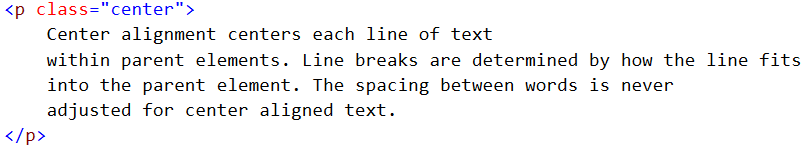 <p class="center">
    Center alignment centers each line of text
    within parent elements. Line breaks are determined by how the line fits
    into the parent element. The spacing between words is never
    adjusted for center aligned text.
</p>